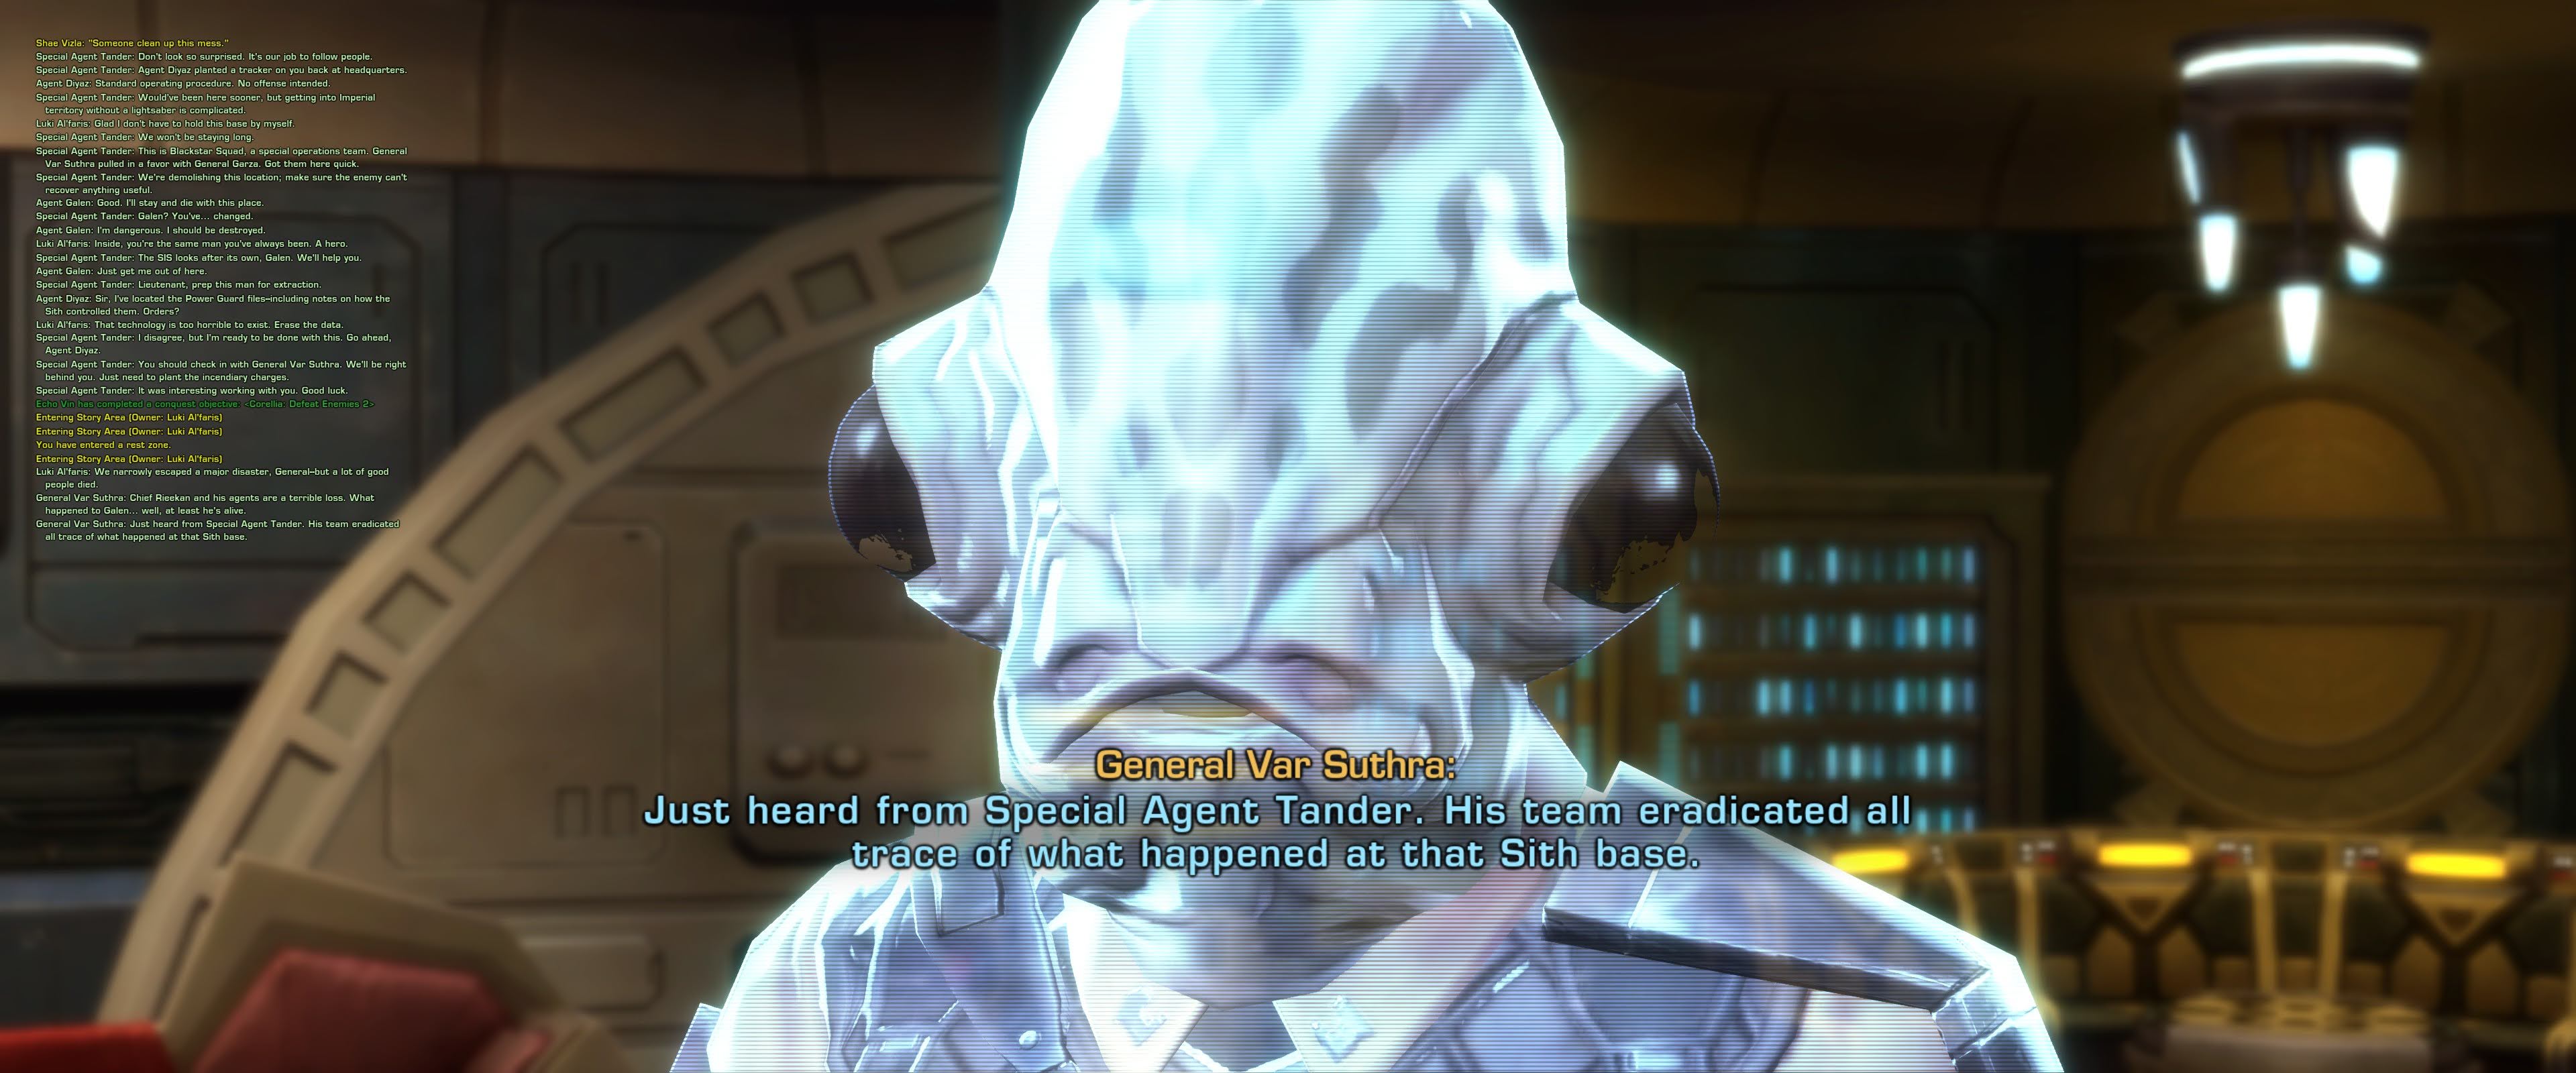 Shae Vizla: "Someone clean up this mess."
Special Agent Tander: Don't look so surprised. It's our job to follow people.
Special Agent Tander: Agent Diyaz planted a tracker on you back at headquarters.
Agent Diyaz: Standard operating procedure. No offense intended.
Special Agent Tander: Would've been here sooner, but getting into Imperial
territory without a lightsaber is complicated.
Luki Al'faris: Glad I don't have to hold this base by myself.
Special Agent Tander: We won't be staying long.
Special Agent Tander: This is Blackstar Squad, a special operations team. General
Var Suthra pulled in a favor with General Garza. Got them here quick.
Special Agent Tander: We're demolishing this location; make sure the enemy can't
recover anything useful.
Agent Galen: Good. I'll stay and die with this place.
Special Agent Tander: Galen? You've... changed.
Agent Galen: I'm dangerous. I should be destroyed.
Luki Al'faris: Inside, you're the same man you've always been. A hero.
Special Agent Tander: The SIS looks after its own, Galen. We'll help you.
Agent Galen: Just get me out of here.
Special Agent Tander: Lieutenant, prep this man for extraction.
Agent Diyaz: Sir, I've located the Power Guard files–including notes on how the
Sith controlled them. Orders?
Luki Al'faris: That technology is too horrible to exist. Erase the data.
Special Agent Tander: I disagree, but I'm ready to be done with this. Go ahead,
Agent Diyaz.
Special Agent Tander: You should check in with General Var Suthra. We'll be right
behind you. Just need to plant the incendiary charges.
Special Agent Tander: It was interesting working with you. Good luck.
Echo Vin has completed a conquest objective: <Corellia: Defeat Enemies 2>
Entering Story Area (Owner: Luki Al'faris)
Entering Story Area (Owner: Luki Al'faris)
You have entered a rest zone.
Entering Story Area (Owner: Luki Al'faris)
Luki Al'faris: We narrowly escaped a major disaster, General–but a lot of good
people died.
General Var Suthra: Chief Rieekan and his agents are a terrible loss. What
happened to Galen... well, at least he's alive.
General Var Suthra: Just heard from Special Agent Tander. His team eradicated
all trace of what happened at that Sith base.
General Var Suthra:
Just heard from Special Agent Tander. His team eradicated all
trace of what happened at that Sith base.